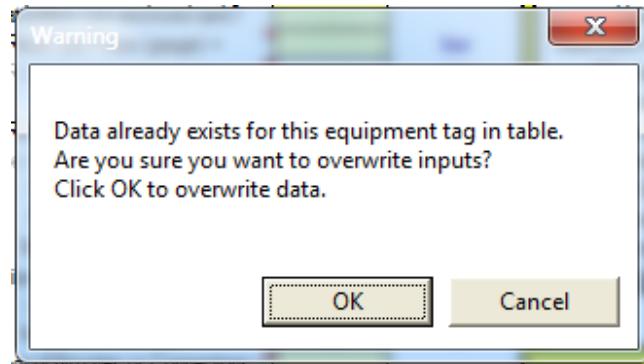 Warning
Data already exists for this equipment tag in table.
Are you sure you want to overwrite inputs?
Click OK to overwrite data.
OK
Cancel